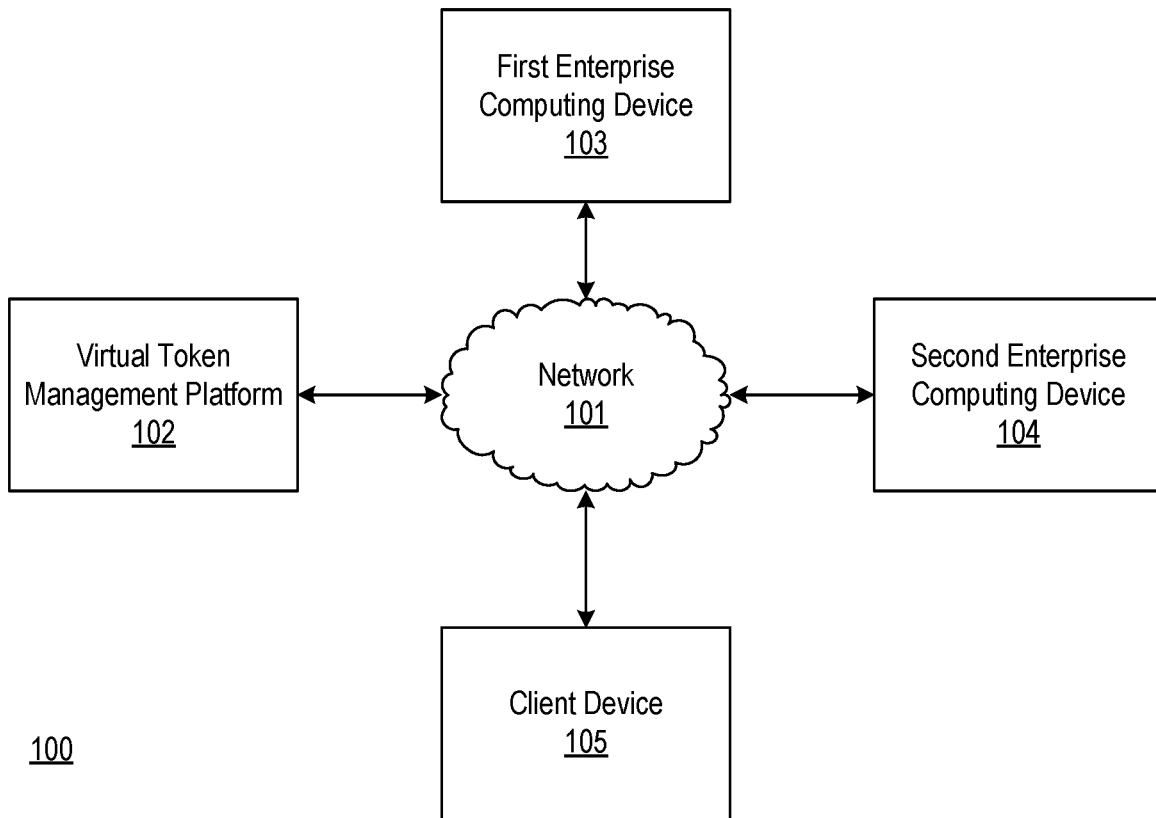 First Enterprise
Computing Device
103
Virtual Token
Management Platform
102
Network
101
Second Enterprise
Computing Device
104
Client Device
105
100